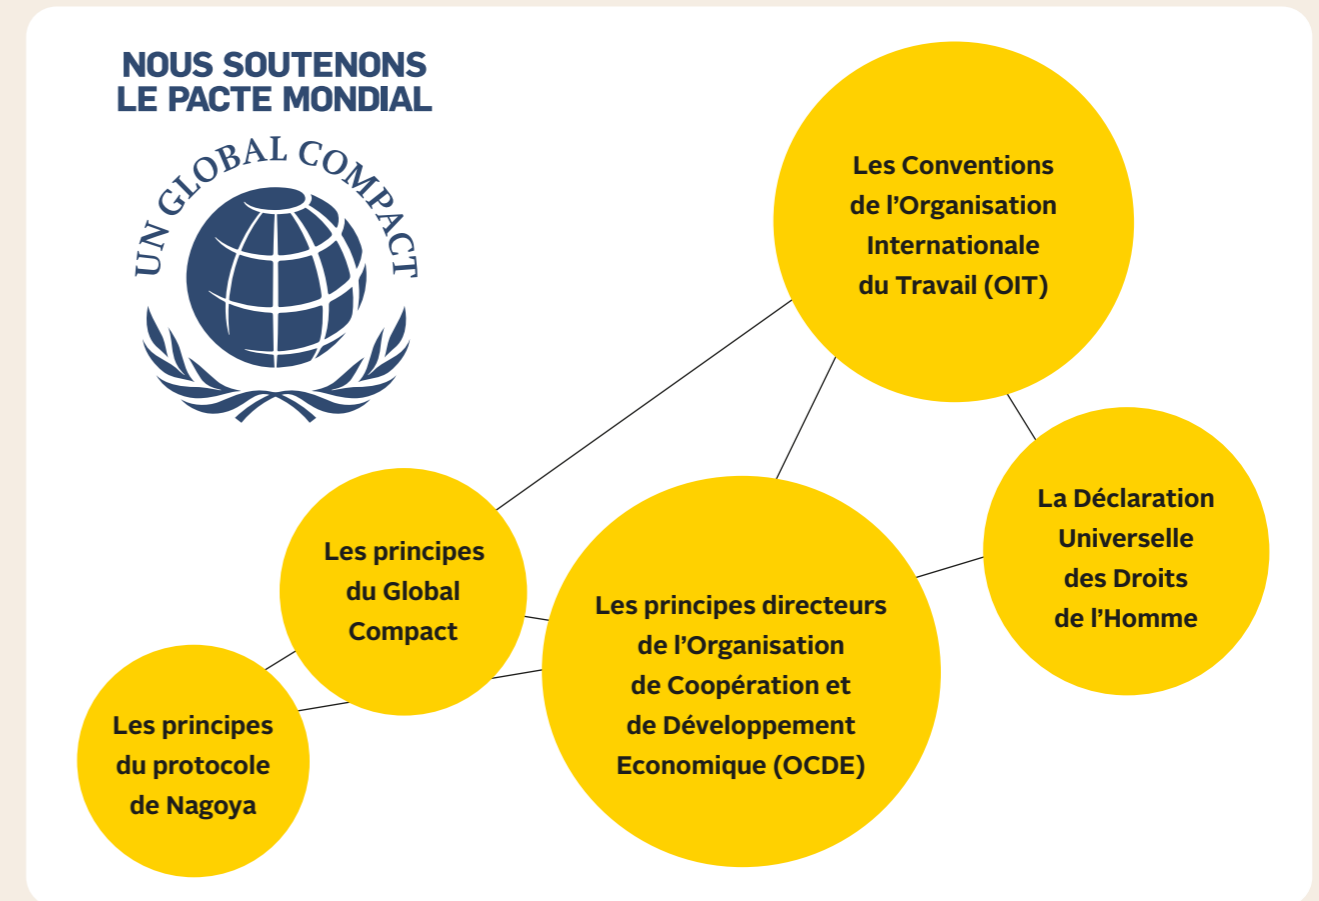 NOUS SOUTENONS
LE PACTE MONDIAL
UN GLOBAL COMPACT
Les Conventions
de l’Organisation
Internationale
du Travail (OIT)
La Déclaration
Universelle
des Droits
de l’Homme
Les principes
du Global
Compact
Les principes directeurs
de l’Organisation
de Coopération et
de Développement
Economique (OCDE)
Les principes
du protocole
de Nagoya